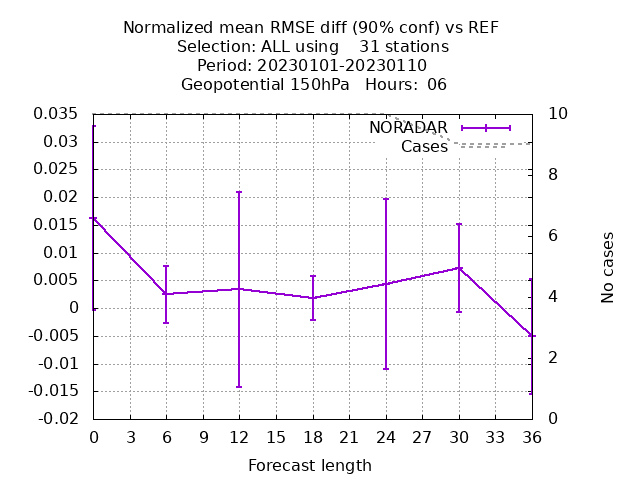 Normalized mean RMSE diff (90% conf) vs REF
Selection: ALL using 31 stations
Period: 20230101-20230110
Geopotential 150hPa Hours: 06
0.035
0.03
0.025
0.02
0.015
0.01
0.005
0
-0.005
-0.01
-0.015
-0.02
NORADAR
Cases
10
8
6
4
2
0
No cases
0 3 6 9 12 15 18 21 24 27 30 33 36
Forecast length